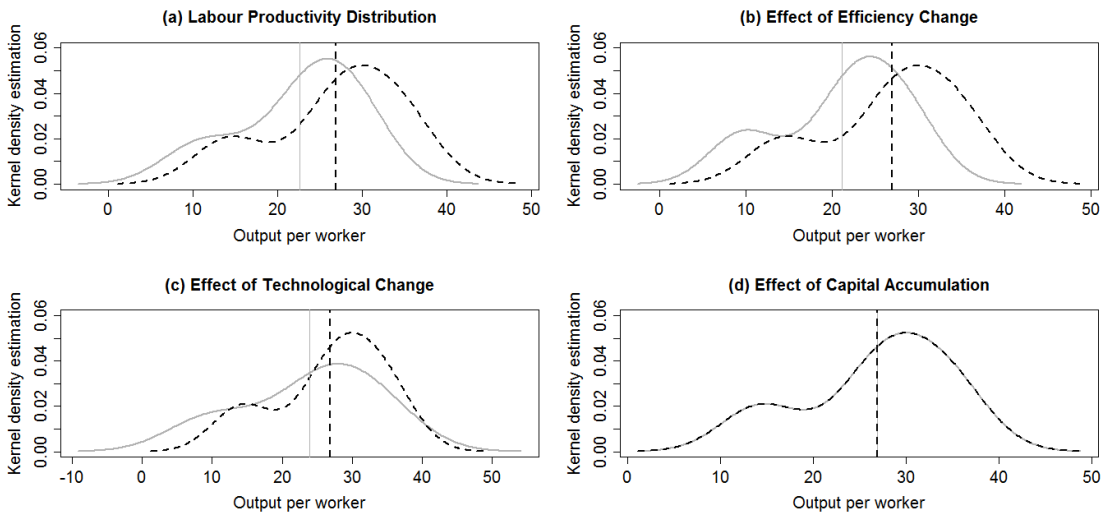 (a) Labour Productivity Distribution
Kernel density estimation
0.00 0.02 0.04 0.06
0 10 20 30 40 50
Output per worker
(b) Effect of Efficiency Change
Kernel density estimation
0.00 0.02 0.04 0.06
0 10 20 30 40 50
Output per worker
(c) Effect of Technological Change
Kernel density estimation
0.00 0.02 0.04 0.06
-10 0 10 20 30 40 50
Output per worker
(d) Effect of Capital Accumulation
Kernel density estimation
0.00 0.02 0.04 0.06
0 10 20 30 40 50
Output per worker